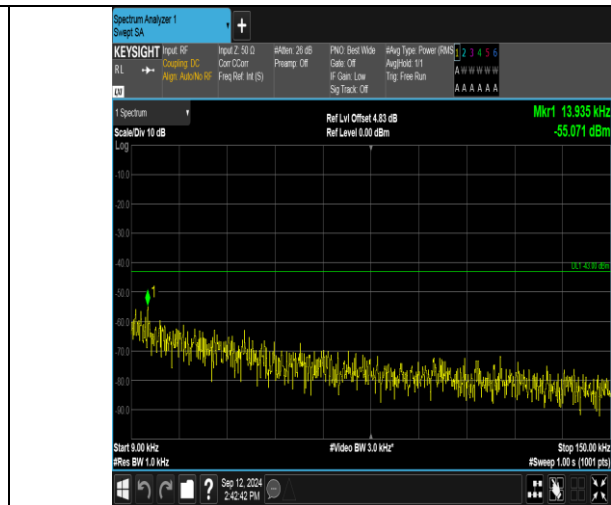 Spectrum Analyzer 1
Swept SA
+
KEYSIGHT Input: RF Input Z: 50 Ω #Atten: 26 dB PNO: Best Wide #Avg Type: Power (RMS 1 2 3 4 5 6
RL Coupling: DC Corr CCorr Preamp: Off Gate: Off Avg|Hold: 1/1 A W W W W W
Align: Auto/No RF Freq Ref: Int (S) IF Gain: Low Trig: Free Run
LXI Sig Track: Off A A A A A A
1 Spectrum Ref Lvl Offset 4.83 dB Mkr1 13.935 kHz
Scale/Div 10 dB Ref Level 0.00 dBm -55.071 dBm
Log
-10.0
-20.0
-30.0
-40.0
DL1 -43.00 dBm
-50.0
1
-60.0
-70.0
-80.0
-90.0
Start 9.00 kHz #Video BW 3.0 kHz* Stop 150.00 kHz
#Res BW 1.0 kHz #Sweep 1.00 s (1001 pts)
? Sep 12, 2024
2:42:42 PM